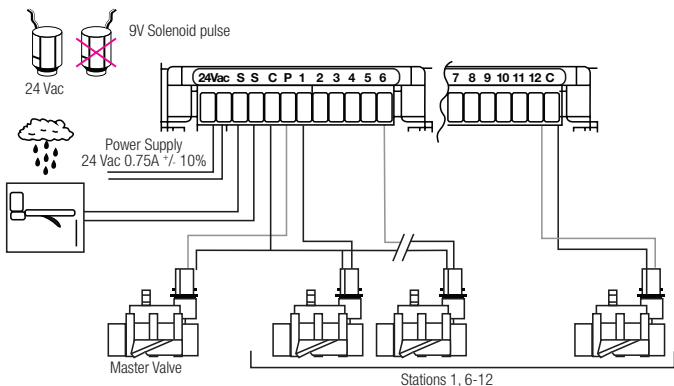 9V Solenoid pulse
24 Vac
24Vac S S C P 1 2 3 4 5 6
7 8 9 10 11 12 C
Power Supply
24 Vac 0.75A +/- 10%
Master Valve
Stations 1, 6-12